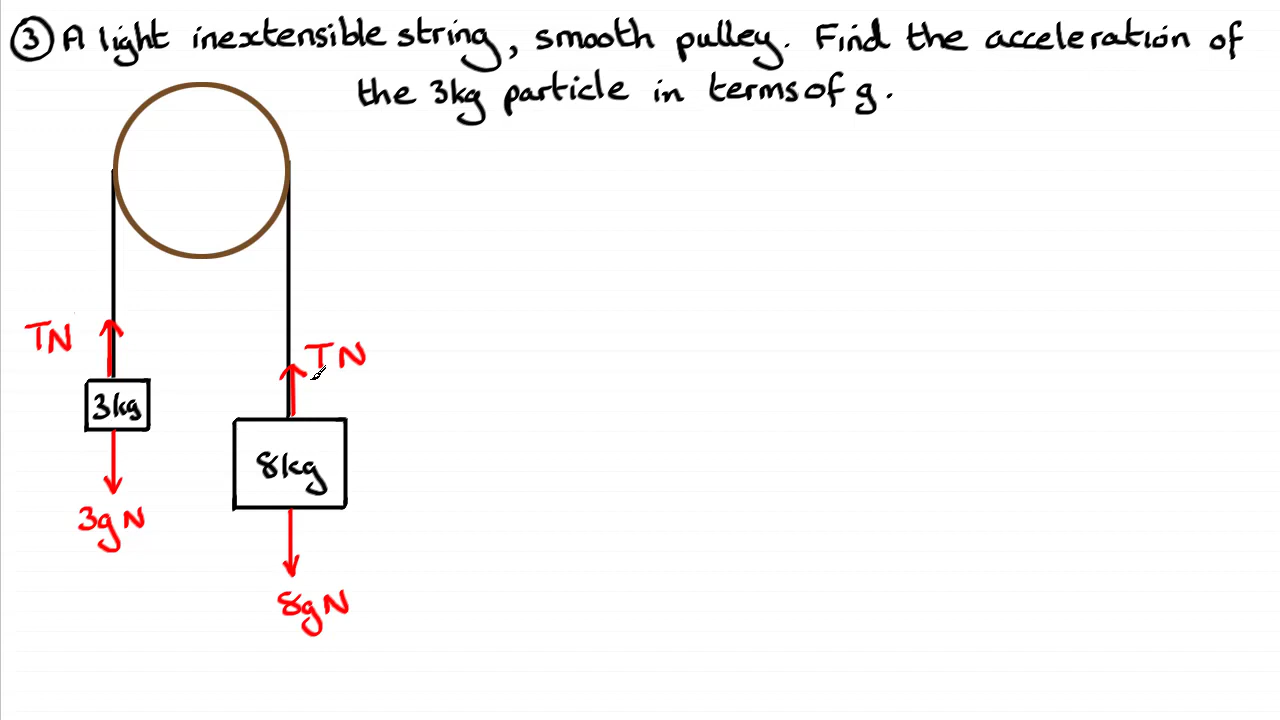 ③ A light inextensible string, smooth pulley. Find the acceleration of
the 3kg particle in terms of g.
TN
TN
3kg
8kg
3gN
8gN